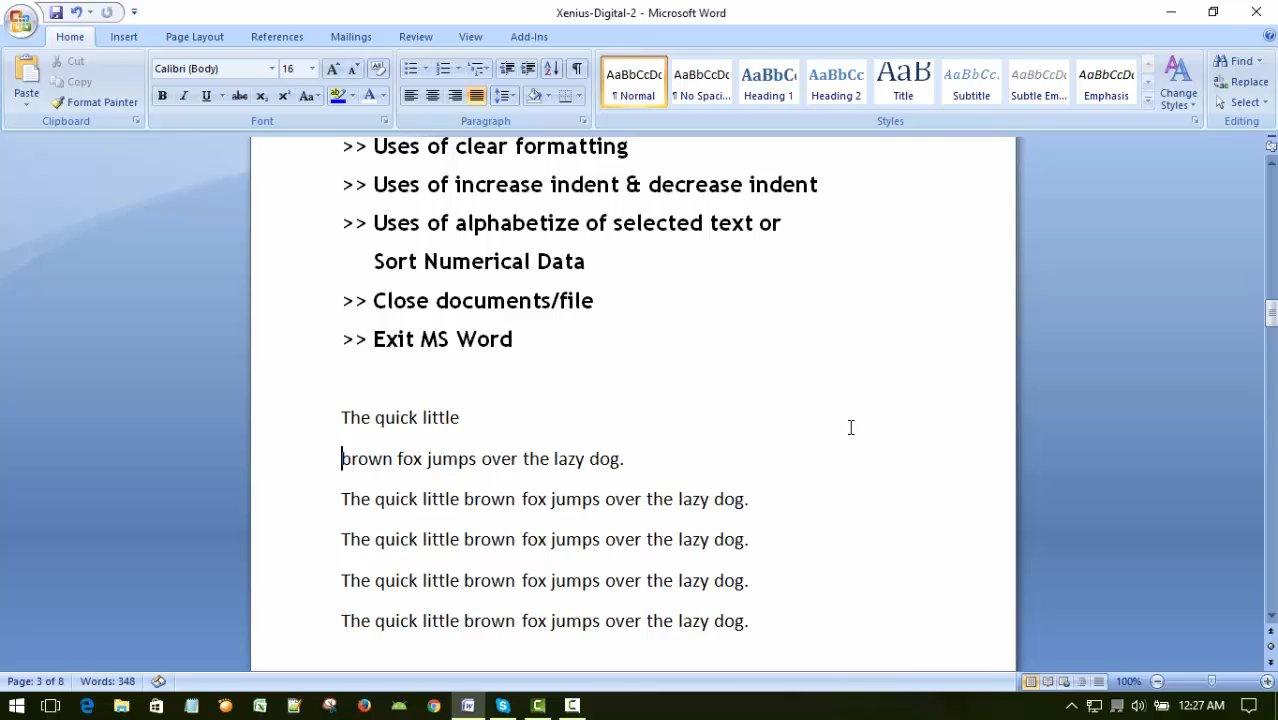 Xenius-Digital-2 - Microsoft Word
Home Insert Page Layout References Mailings Review View Add-Ins
Paste
Cut
Copy
Format Painter
Clipboard
Calibri (Body) 16
Font
Paragraph
AaBbCcDc AaBbCcDc AaBbC AaBbCc AaB AaBbCc. AaBbCcDc AaBbCcDc
¶ Normal ¶ No Spaci... Heading 1 Heading 2 Title Subtitle Subtle Em... Emphasis
Change Styles
Styles
Find
Replace
Select
Editing
>> Uses of clear formatting
>> Uses of increase indent & decrease indent
>> Uses of alphabetize of selected text or
Sort Numerical Data
>> Close documents/file
>> Exit MS Word
The quick little
brown fox jumps over the lazy dog.
The quick little brown fox jumps over the lazy dog.
The quick little brown fox jumps over the lazy dog.
The quick little brown fox jumps over the lazy dog.
The quick little brown fox jumps over the lazy dog.
Page: 3 of 8 Words: 348 100%
12:27 AM